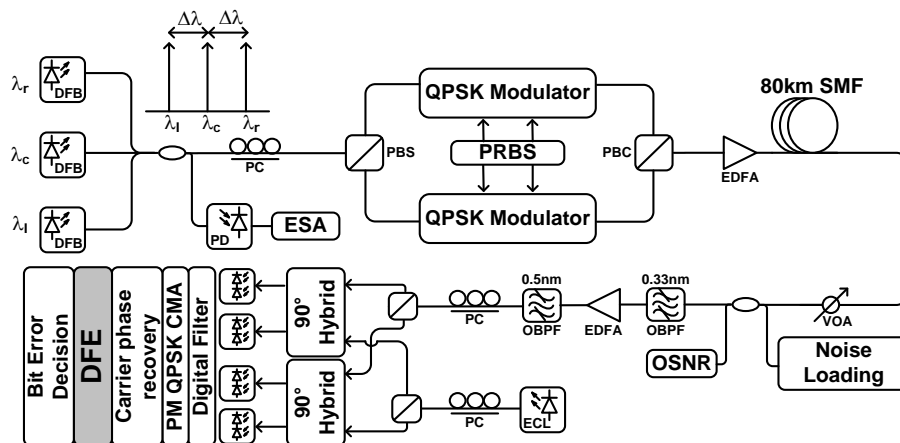 Δλ Δλ
λr
DFB
λc
DFB
λl
DFB
λl λc λr
PC
PD
ESA
PBS
QPSK Modulator
PRBS
QPSK Modulator
PBC
EDFA
80km SMF
Bit Error
Decision
DFE
Carrier phase
recovery
PM QPSK CMA
Digital Filter
90°
Hybrid
90°
Hybrid
PC
0.5nm
OBPF
EDFA
0.33nm
OBPF
VOA
OSNR
Noise
Loading
PC
ECL